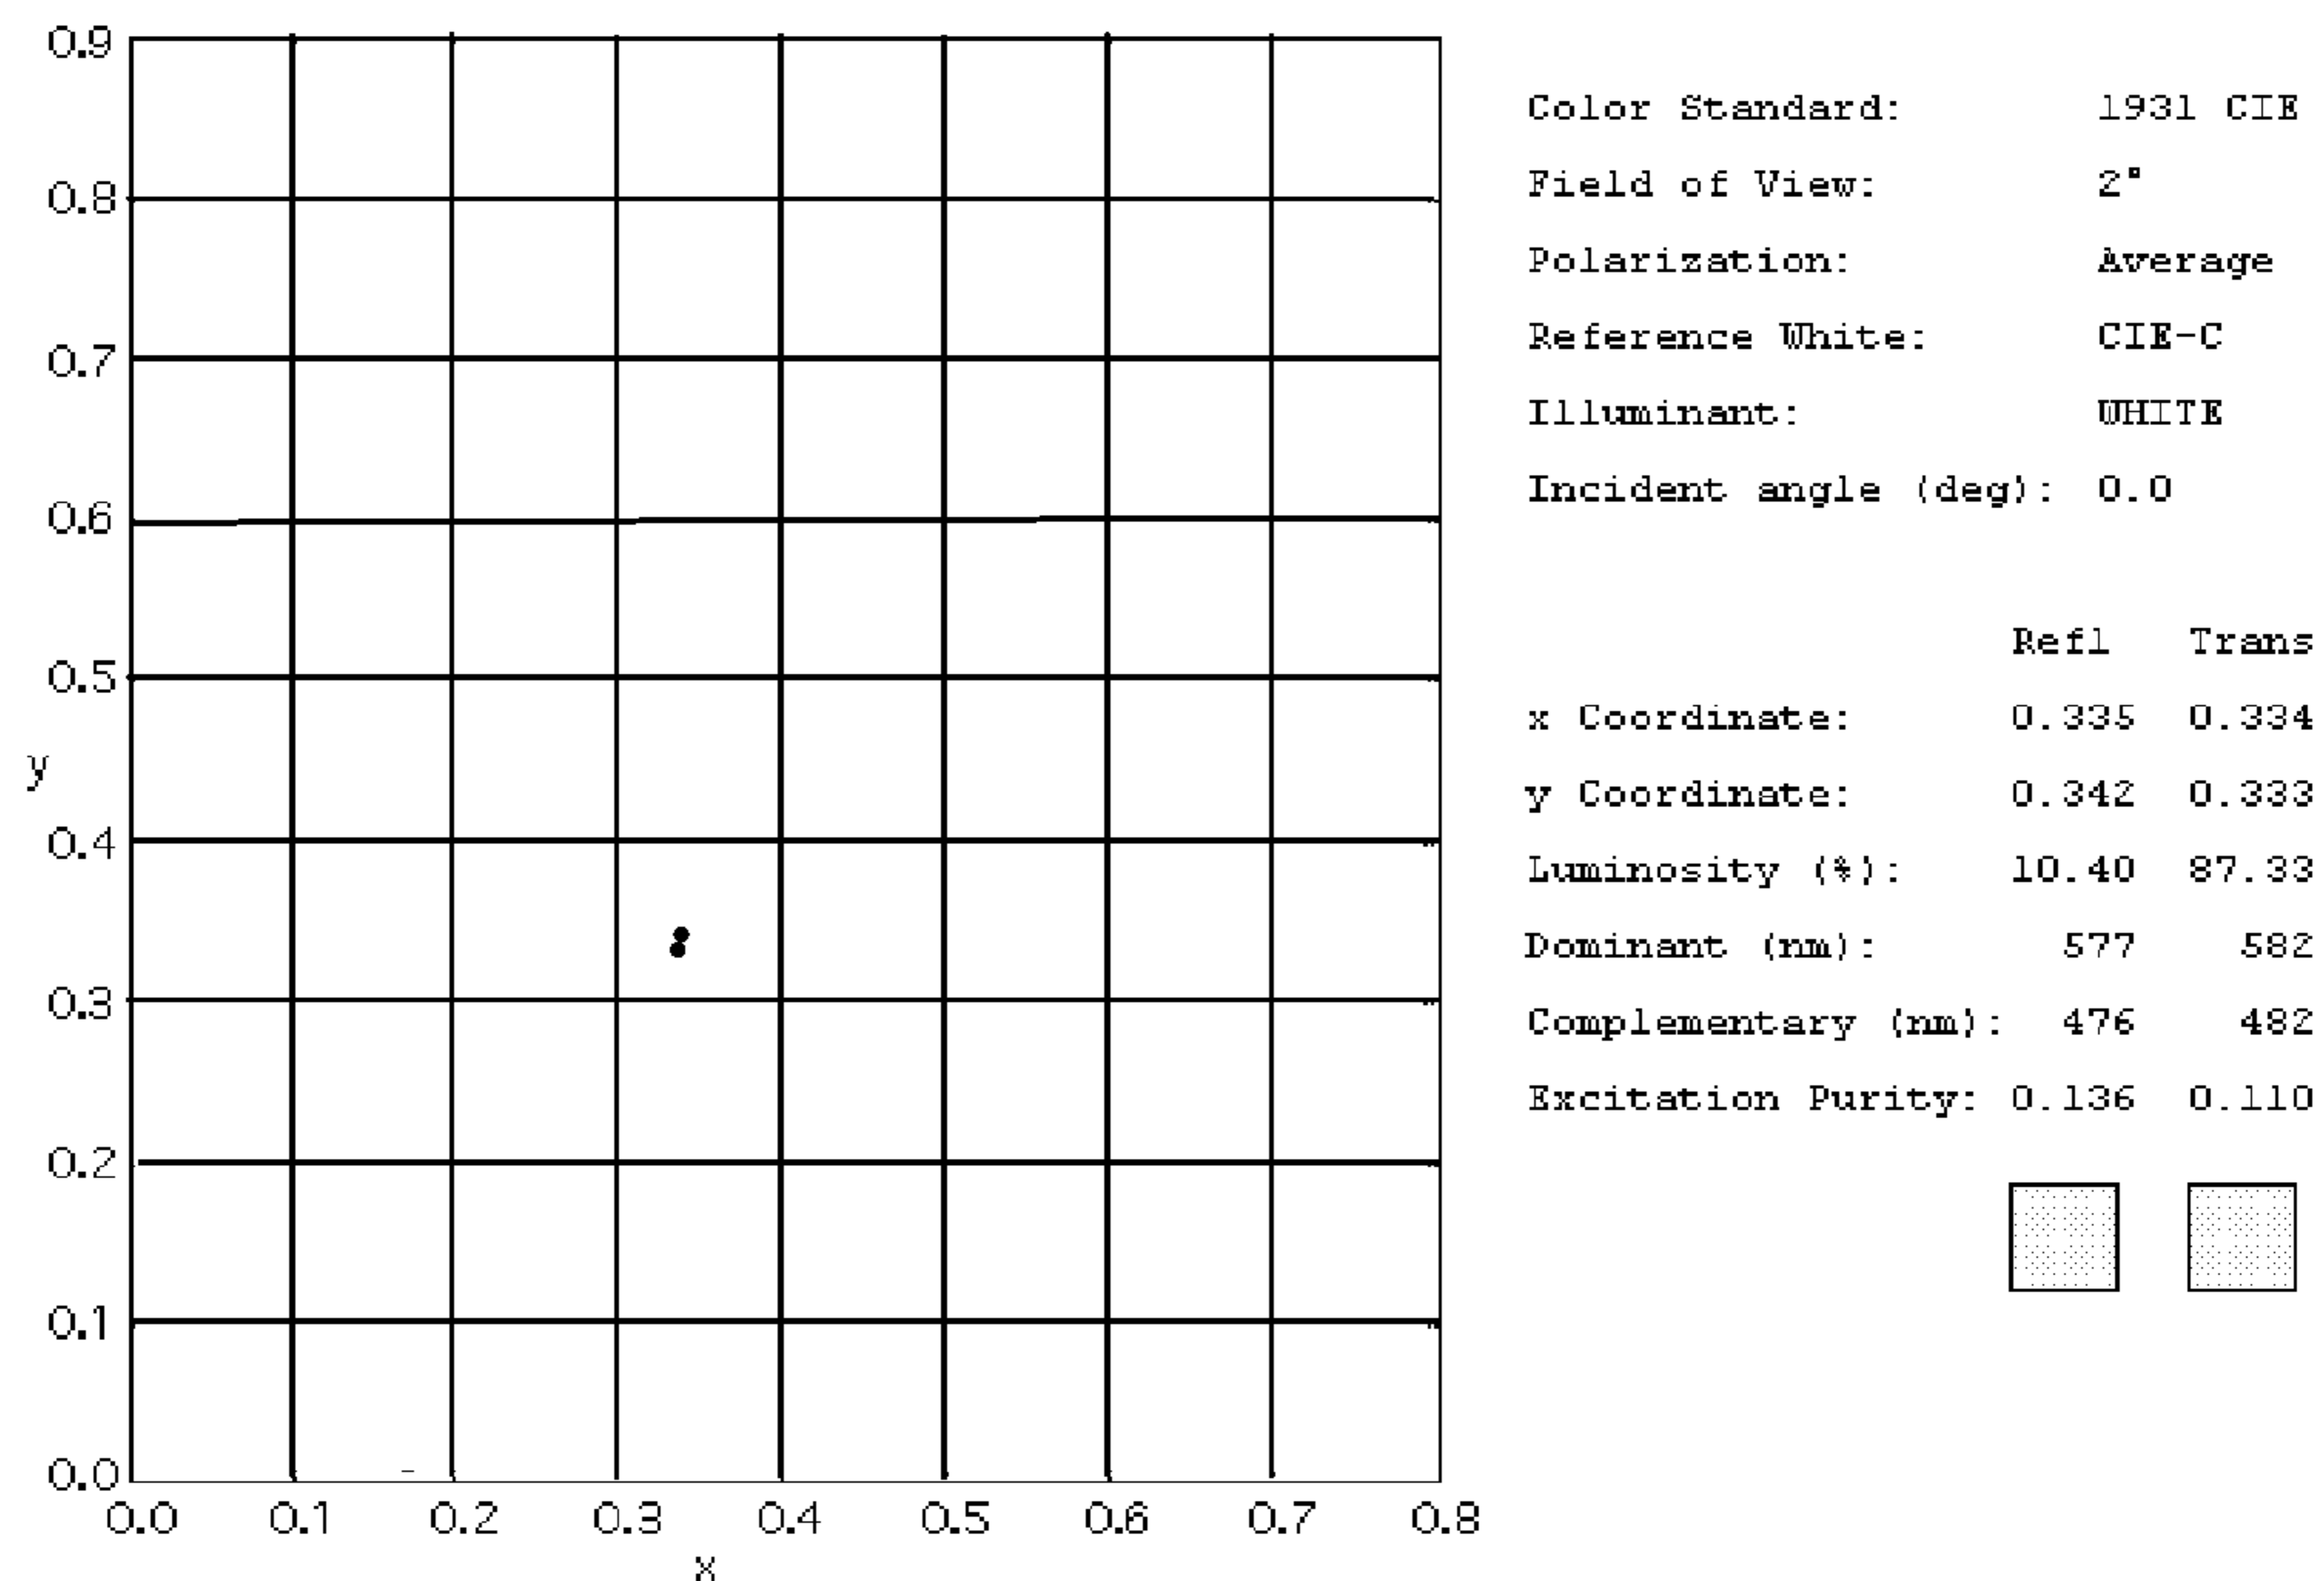 0.9
0.8
0.7
0.6
0.5
0.4
0.3
0.2
0.1
0.0
y
0.0 0.1 0.2 0.3 0.4 0.5 0.6 0.7 0.8
x
Color Standard: 1931 CIE
Field of View: 2°
Polarization: Average
Reference White: CIE-C
Illuminant: WHITE
Incident angle (deg): 0.0
Refl Trans
x Coordinate: 0.335 0.334
y Coordinate: 0.342 0.333
Luminosity (%): 10.40 87.33
Dominant (nm): 577 582
Complementary (nm): 476 482
Excitation Purity: 0.136 0.110